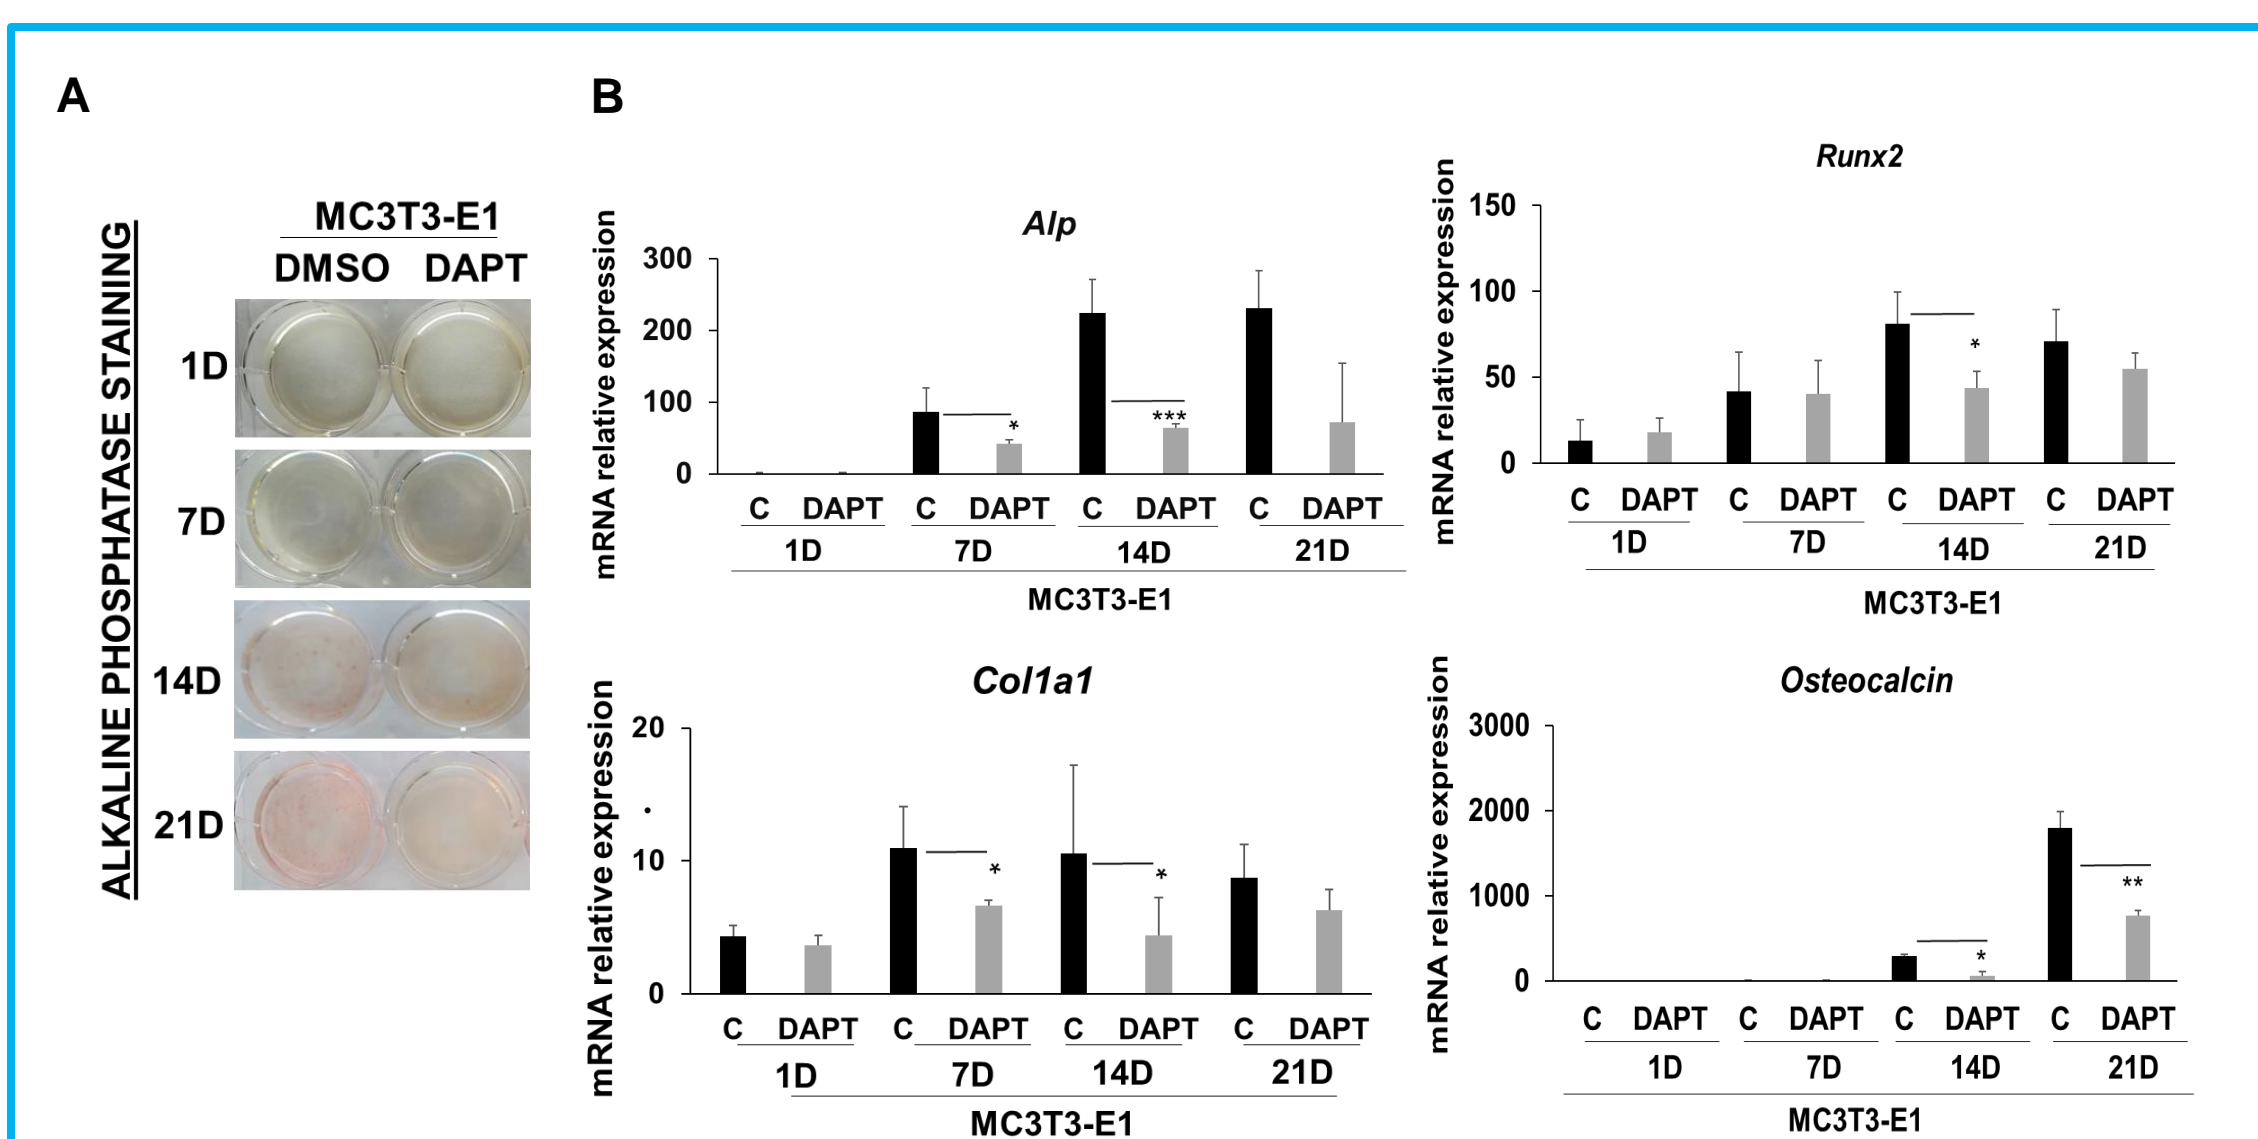 A
B
ALKALINE PHOSPHATASE STAINING
MC3T3-E1
DMSO DAPT
1D
7D
14D
21D
Alp
mRNA relative expression
300
200
100
0
*
***
C DAPT C DAPT C DAPT C DAPT
1D 7D 14D 21D
MC3T3-E1
Runx2
mRNA relative expression
150
100
50
0
*
C DAPT C DAPT C DAPT C DAPT
1D 7D 14D 21D
MC3T3-E1
Col1a1
mRNA relative expression
20
10
0
*
*
C DAPT C DAPT C DAPT C DAPT
1D 7D 14D 21D
MC3T3-E1
Osteocalcin
mRNA relative expression
3000
2000
1000
0
*
**
C DAPT C DAPT C DAPT C DAPT
1D 7D 14D 21D
MC3T3-E1